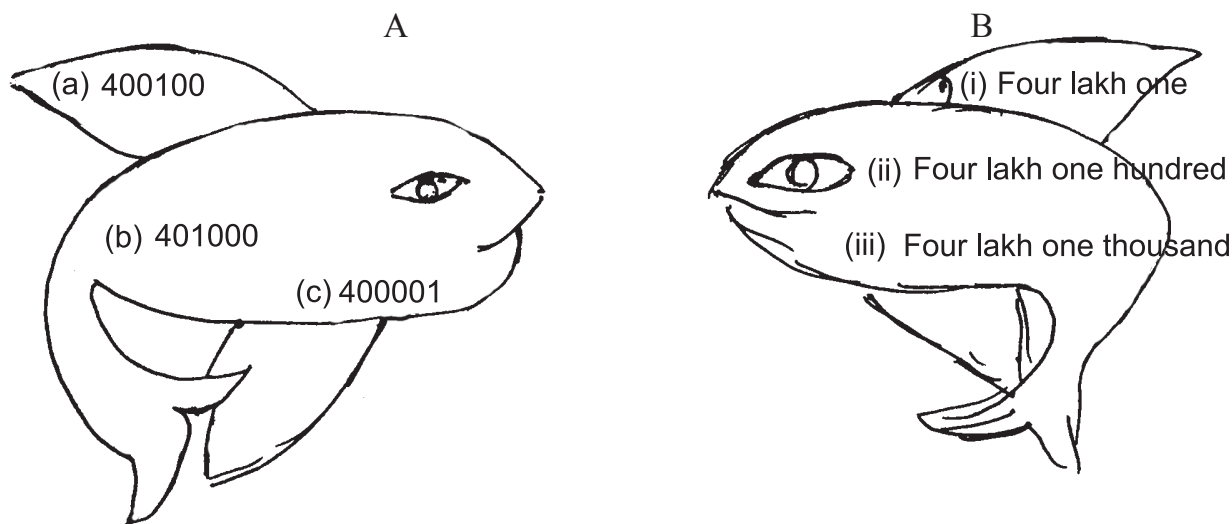 A
(a) 400100
(b) 401000
(c) 400001
B
(i) Four lakh one
(ii) Four lakh one hundred
(iii) Four lakh one thousand